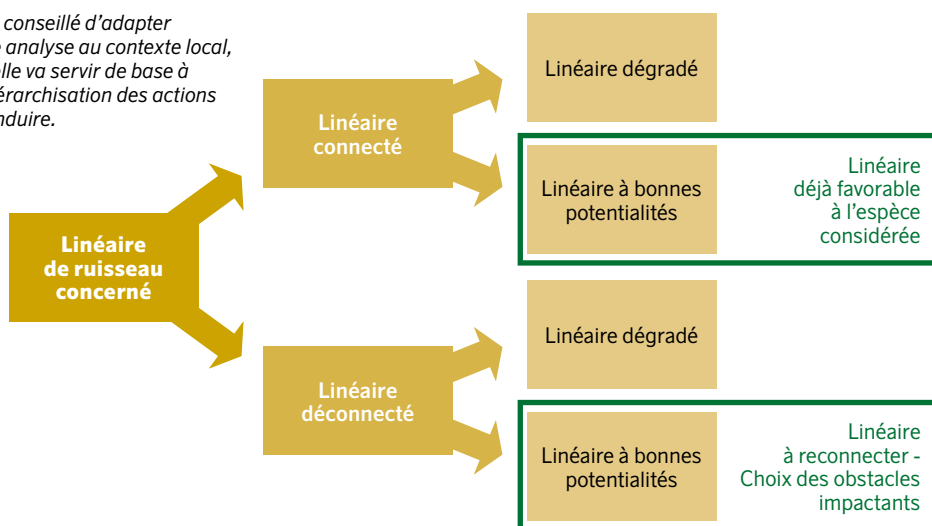 conseillé d'adapter
analyse au contexte local,
elle va servir de base à
érarchisation des actions
nduire.
Linéaire
de ruisseau
concerné
Linéaire
connecté
Linéaire dégradé
Linéaire à bonnes
potentialités
Linéaire
déjà favorable
à l'espèce
considérée
Linéaire
déconnecté
Linéaire dégradé
Linéaire à bonnes
potentialités
Linéaire
à reconnecter -
Choix des obstacles
impactants